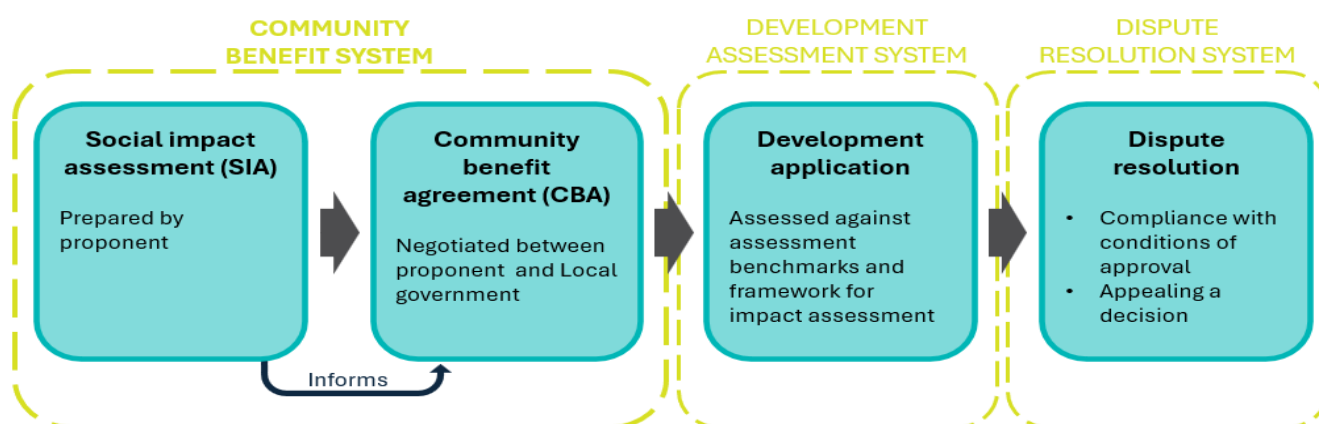 COMMUNITY
BENEFIT SYSTEM
DEVELOPMENT
ASSESSMENT SYSTEM
DISPUTE
RESOLUTION SYSTEM
Social impact
assessment (SIA)
Prepared by
proponent
Community
benefit
agreement (CBA)
Negotiated between
proponent and Local
government
Informs
Development
application
Assessed against
assessment
benchmarks and
framework for
impact assessment
Dispute
resolution
• Compliance with
conditions of
approval
• Appealing a
decision